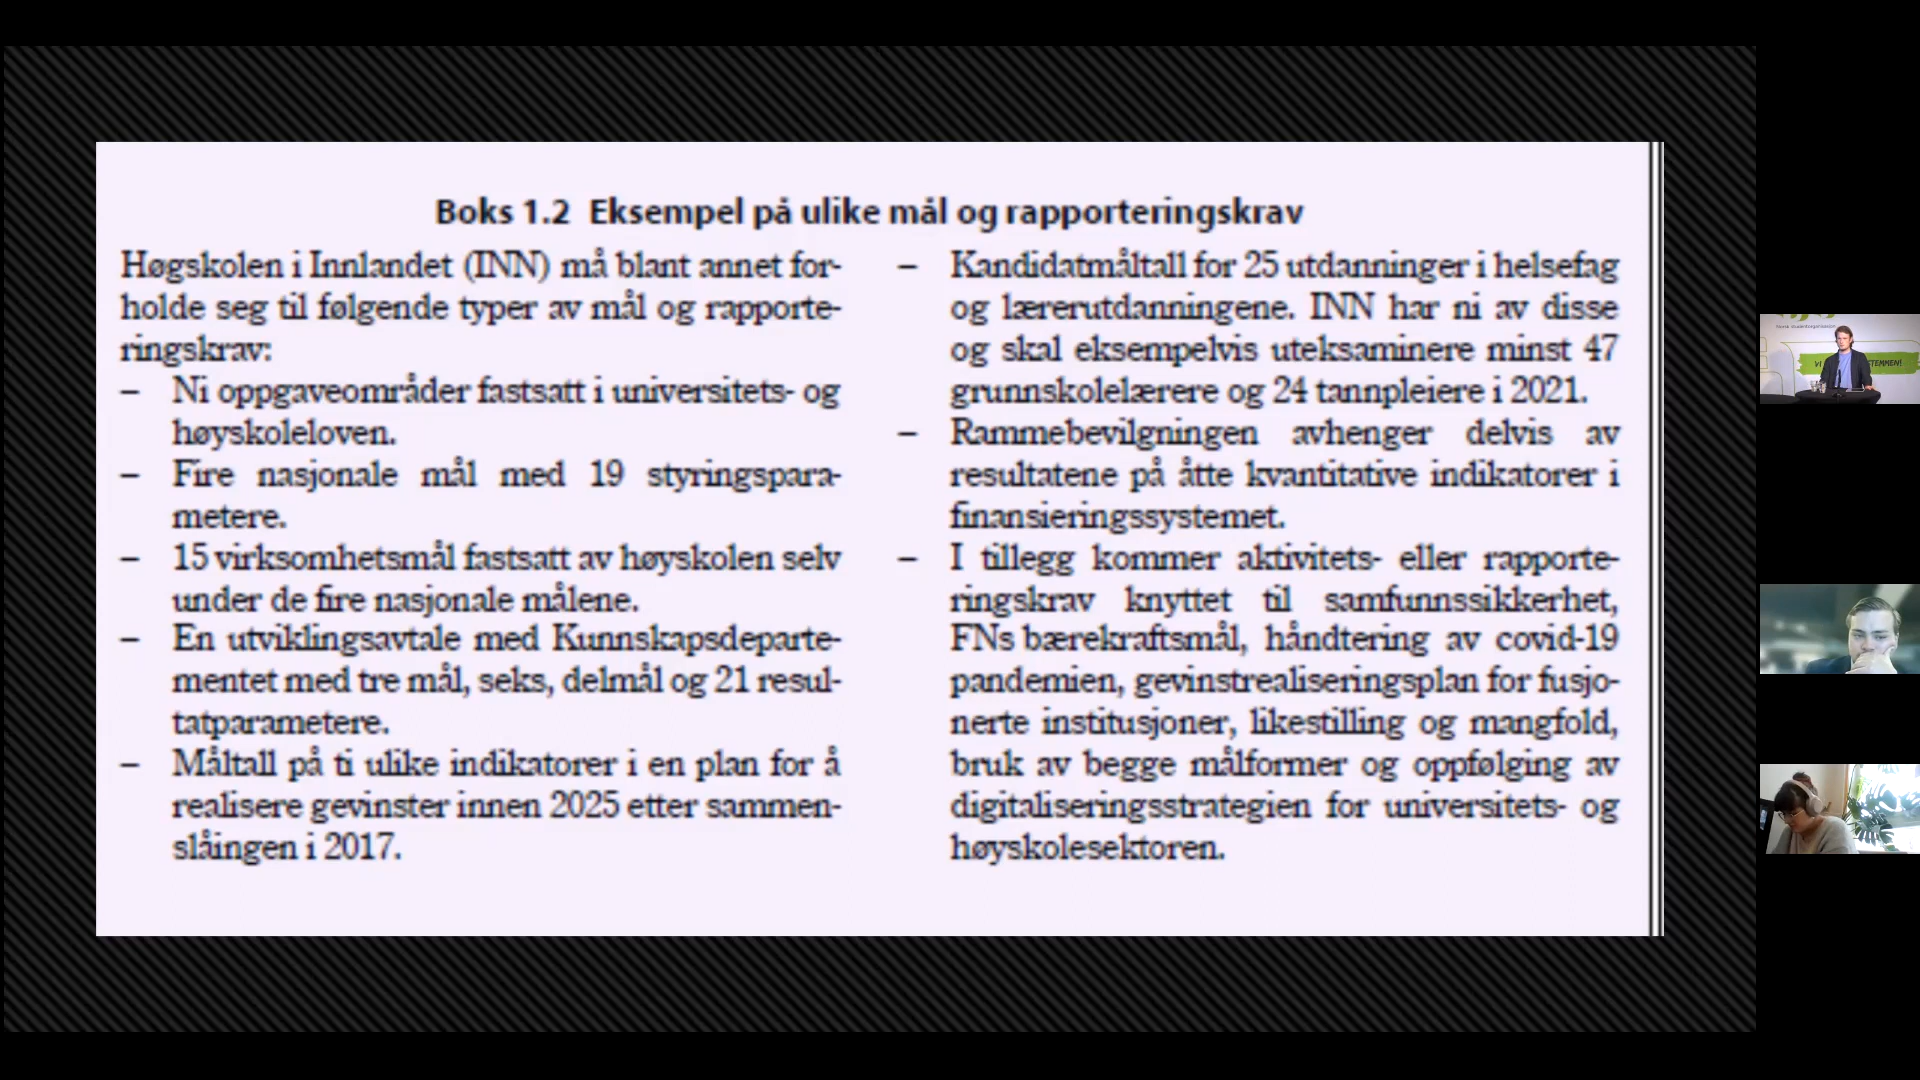 Boks 1.2 Eksempel på ulike mål og rapporteringskrav
Høgskolen i Innlandet (INN) må blant annet for-
holde seg til følgende typer av mål og rapporte-
ringskrav:
– Ni oppgaveområder fastsatt i universitets- og
høyskoleloven.
– Fire nasjonale mål med 19 styringspara-
metere.
– 15 virksomhetsmål fastsatt av høyskolen selv
under de fire nasjonale målene.
– En utviklingsavtale med Kunnskapsdeparte-
mentet med tre mål, seks, delmål og 21 resul-
tatparametere.
– Måltall på ti ulike indikatorer i en plan for å
realisere gevinster innen 2025 etter sammen-
slåingen i 2017.
– Kandidatmåltall for 25 utdanninger i helsefag
og lærerutdanningene. INN har ni av disse
og skal eksempelvis uteksaminere minst 47
grunnskolelærere og 24 tannpleiere i 2021.
– Rammebevilgningen avhenger delvis av
resultatene på åtte kvantitative indikatorer i
finansieringssystemet.
– I tillegg kommer aktivitets- eller rapporte-
ringskrav knyttet til samfunnssikkerhet,
FNs bærekraftsmål, håndtering av covid-19
pandemien, gevinstrealiseringsplan for fusjo-
nerte institusjoner, likestilling og mangfold,
bruk av begge målformer og oppfølging av
digitaliseringsstrategien for universitets- og
høyskolesektoren.
Norsk studentorganisasjon